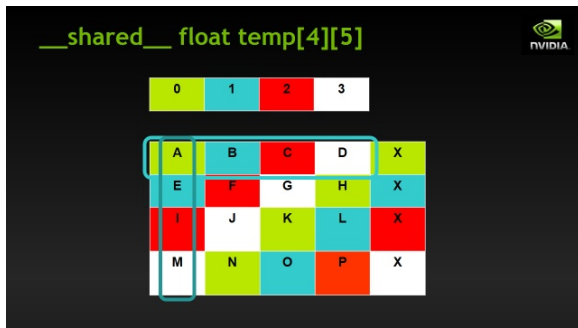 __shared__ float temp[4][5]
NVIDIA
0 1 2 3
A B C D X
E F G H X
I J K L X
M N O P X